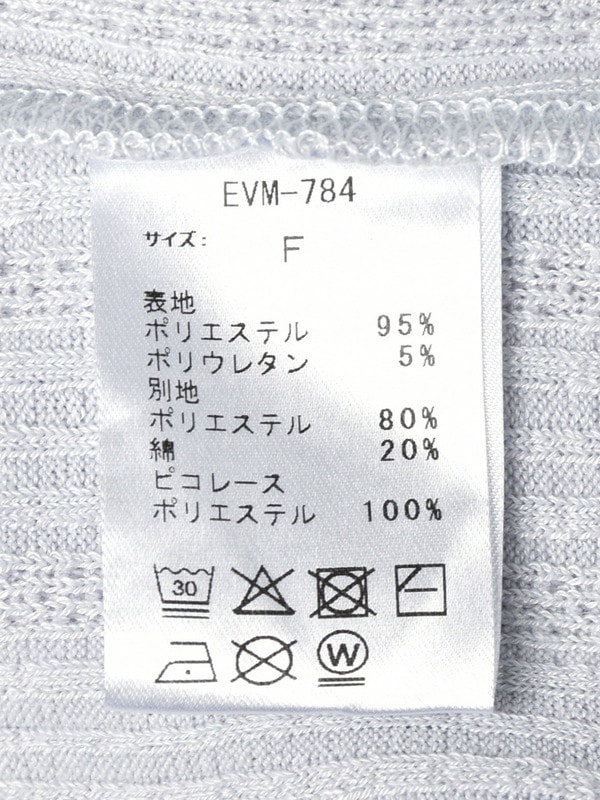 EVM-784
サイズ: F
表地
ポリエステル 95%
ポリウレタン 5%
別地
ポリエステル 80%
綿 20%
ピコレース
ポリエステル 100%
30
W